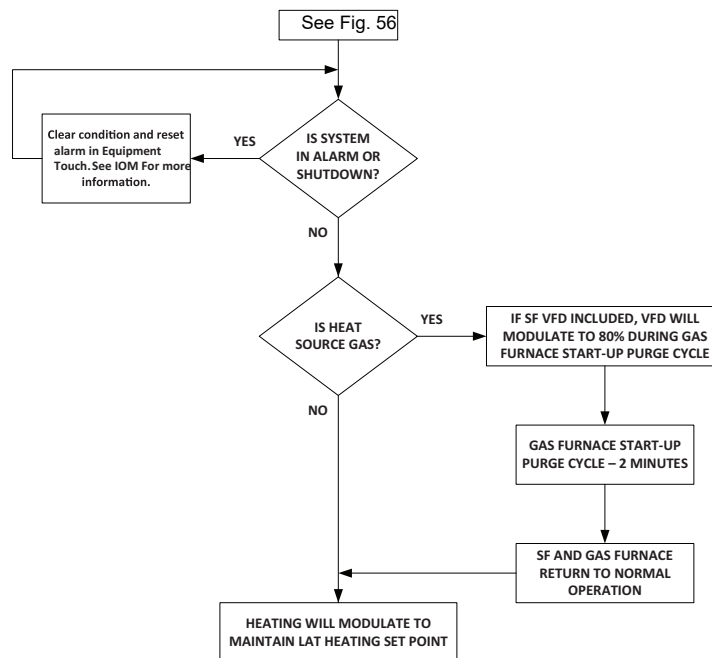 See Fig. 56
IS SYSTEM
IN ALARM OR
SHUTDOWN?
YES
Clear condition and reset
alarm in Equipment
Touch. See IOM For more
information.
NO
IS HEAT
SOURCE GAS?
YES
IF SF VFD INCLUDED, VFD WILL
MODULATE TO 80% DURING GAS
FURNACE START-UP PURGE CYCLE
GAS FURNACE START-UP
PURGE CYCLE – 2 MINUTES
SF AND GAS FURNACE
RETURN TO NORMAL
OPERATION
NO
HEATING WILL MODULATE TO
MAINTAIN LAT HEATING SET POINT